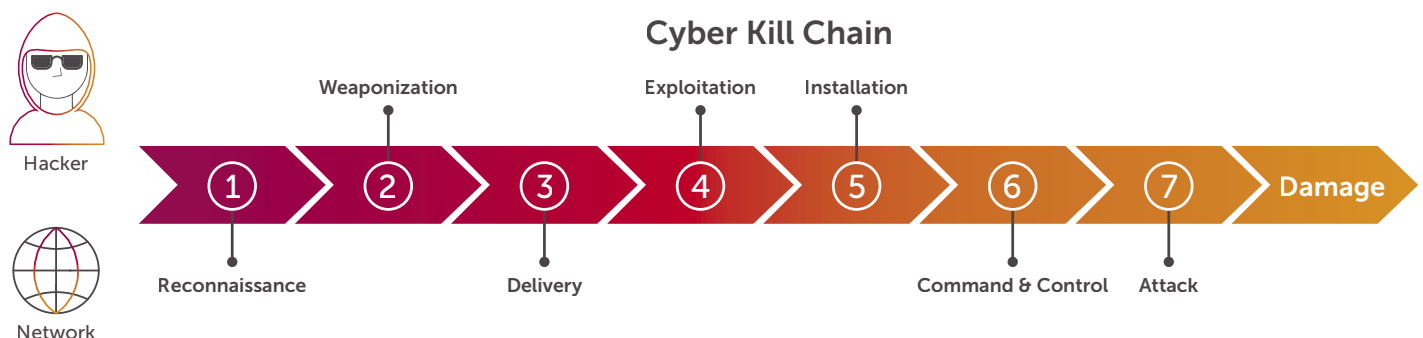 Cyber Kill Chain
Hacker
Weaponization
Exploitation
Installation
1
2
3
4
5
6
7
Damage
Reconnaissance
Delivery
Command & Control
Attack
Network